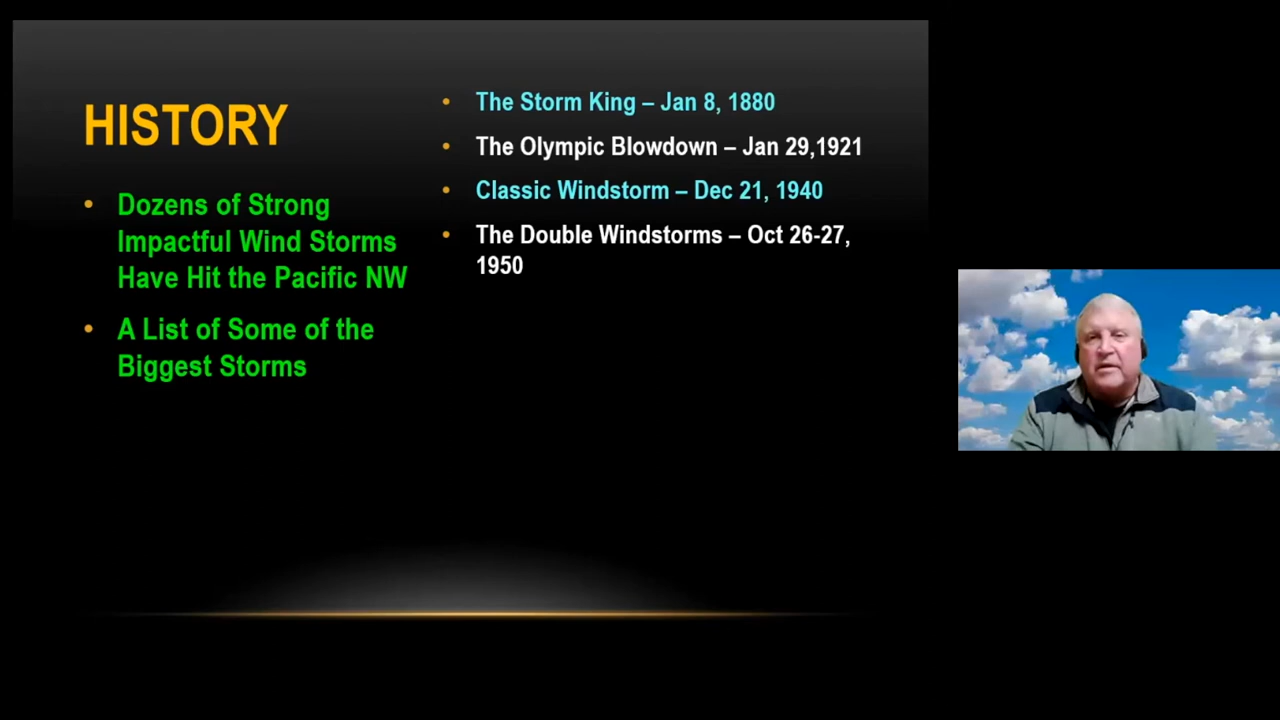 HISTORY
Dozens of Strong
Impactful Wind Storms
Have Hit the Pacific NW
A List of Some of the
Biggest Storms
The Storm King – Jan 8, 1880
The Olympic Blowdown – Jan 29,1921
Classic Windstorm – Dec 21, 1940
The Double Windstorms – Oct 26-27,
1950